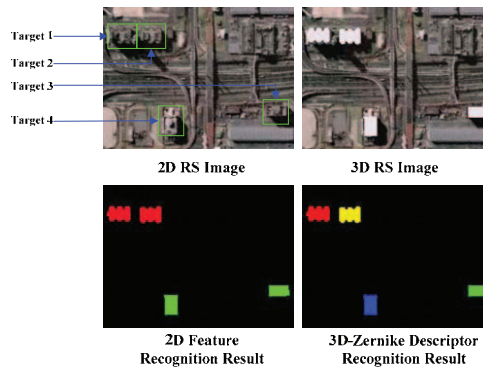 Target 1
Target 2
Target 3
Target 4
2D RS Image
3D RS Image
2D Feature
Recognition Result
3D-Zernike Descriptor
Recognition Result